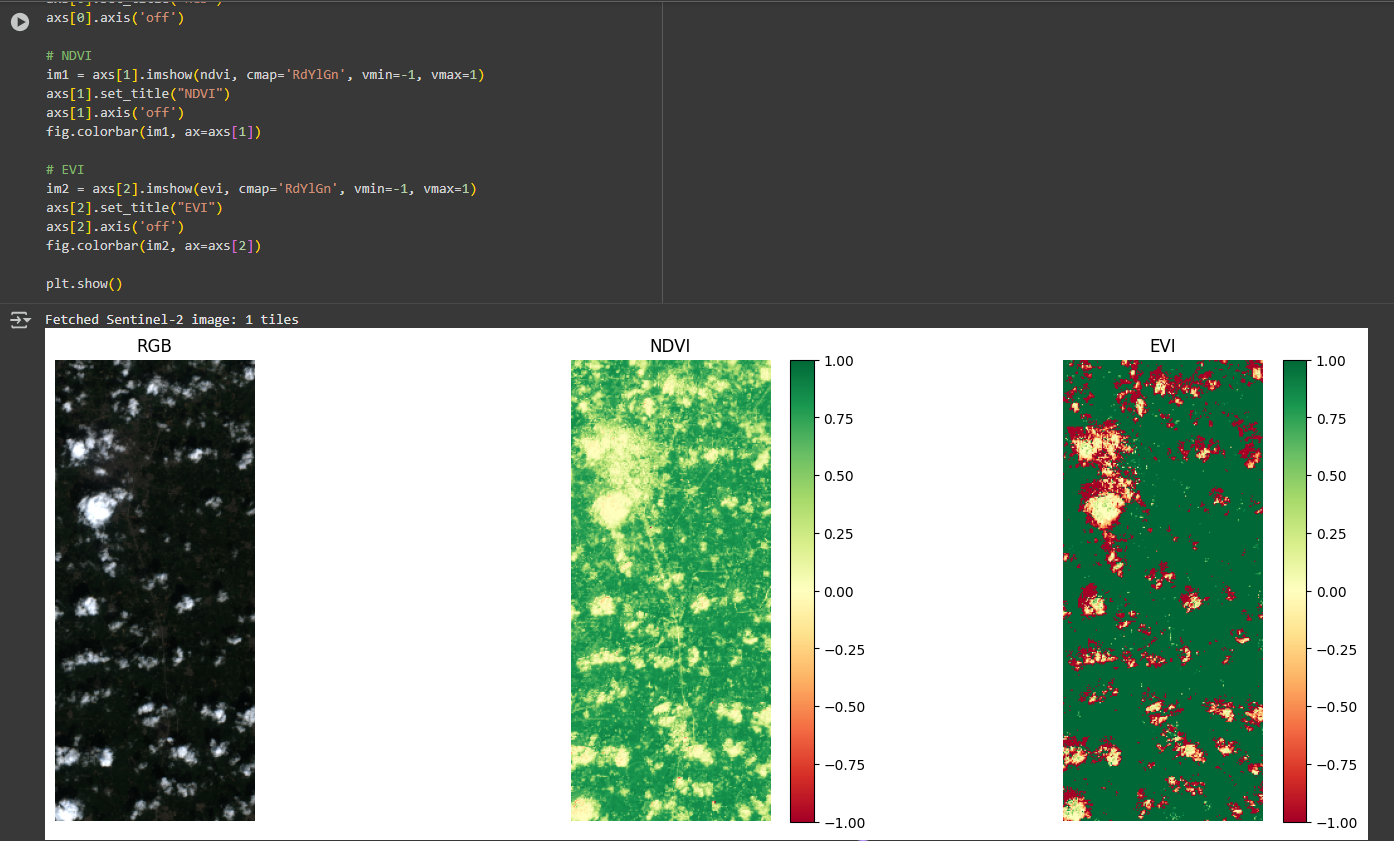 axs[0].axis('off')
# NDVI
im1 = axs[1].imshow(ndvi, cmap='RdYlGn', vmin=-1, vmax=1)
axs[1].set_title("NDVI")
axs[1].axis('off')
fig.colorbar(im1, ax=axs[1])
# EVI
im2 = axs[2].imshow(evi, cmap='RdYlGn', vmin=-1, vmax=1)
axs[2].set_title("EVI")
axs[2].axis('off')
fig.colorbar(im2, ax=axs[2])
plt.show()
Fetched Sentinel-2 image: 1 tiles
RGB
NDVI
1.00
0.75
0.50
0.25
0.00
−0.25
−0.50
−0.75
−1.00
EVI
1.00
0.75
0.50
0.25
0.00
−0.25
−0.50
−0.75
−1.00